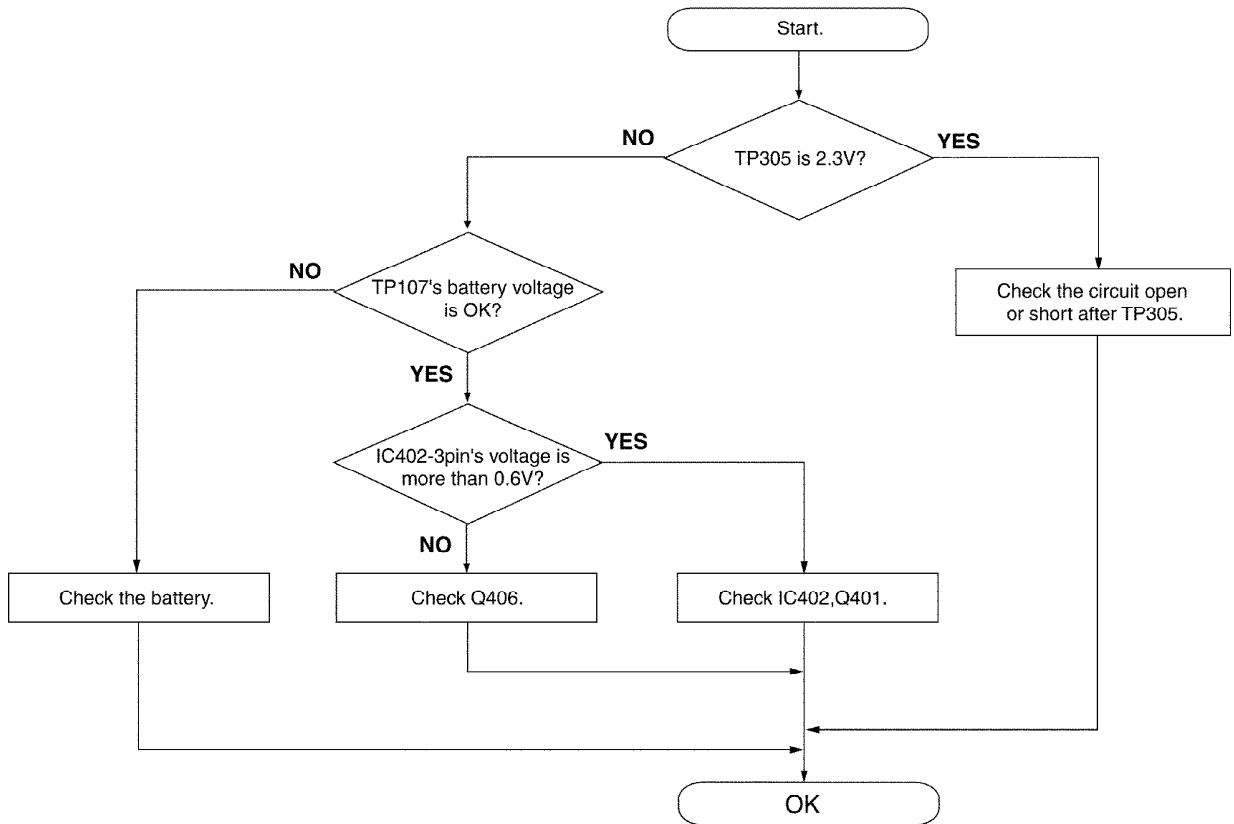 Start.
NO
YES
TP305 is 2.3V?
NO
TP107's battery voltage
is OK?
Check the circuit open
or short after TP305.
YES
IC402-3pin's voltage is
more than 0.6V?
YES
NO
Check the battery.
Check Q406.
Check IC402,Q401.
OK